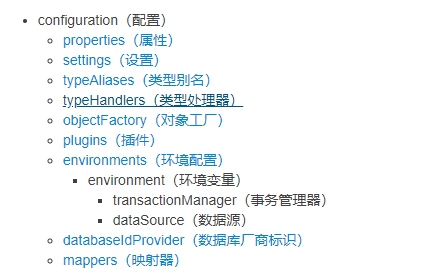 configuration（配置）
properties（属性）
settings（设置）
typeAliases（类型别名）
typeHandlers（类型处理器）
objectFactory（对象工厂）
plugins（插件）
environments（环境配置）
environment（环境变量）
transactionManager（事务管理器）
dataSource（数据源）
databaseIdProvider（数据库厂商标识）
mappers（映射器）